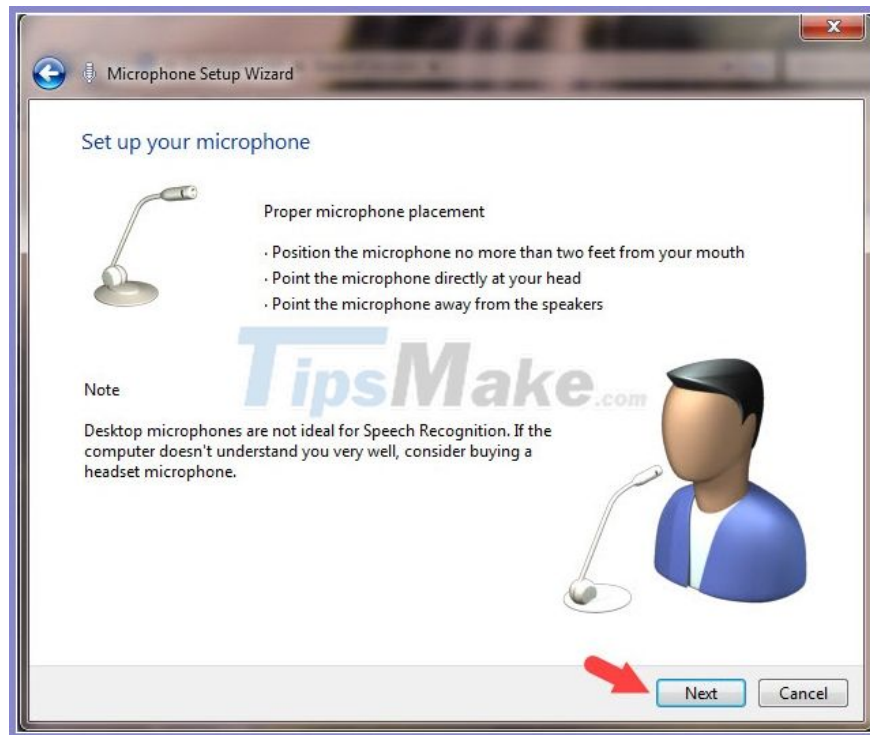 Microphone Setup Wizard
Set up your microphone
Proper microphone placement
· Position the microphone no more than two feet from your mouth
· Point the microphone directly at your head
· Point the microphone away from the speakers
TipsMake.com
Note
Desktop microphones are not ideal for Speech Recognition. If the
computer doesn't understand you very well, consider buying a
headset microphone.
Next Cancel